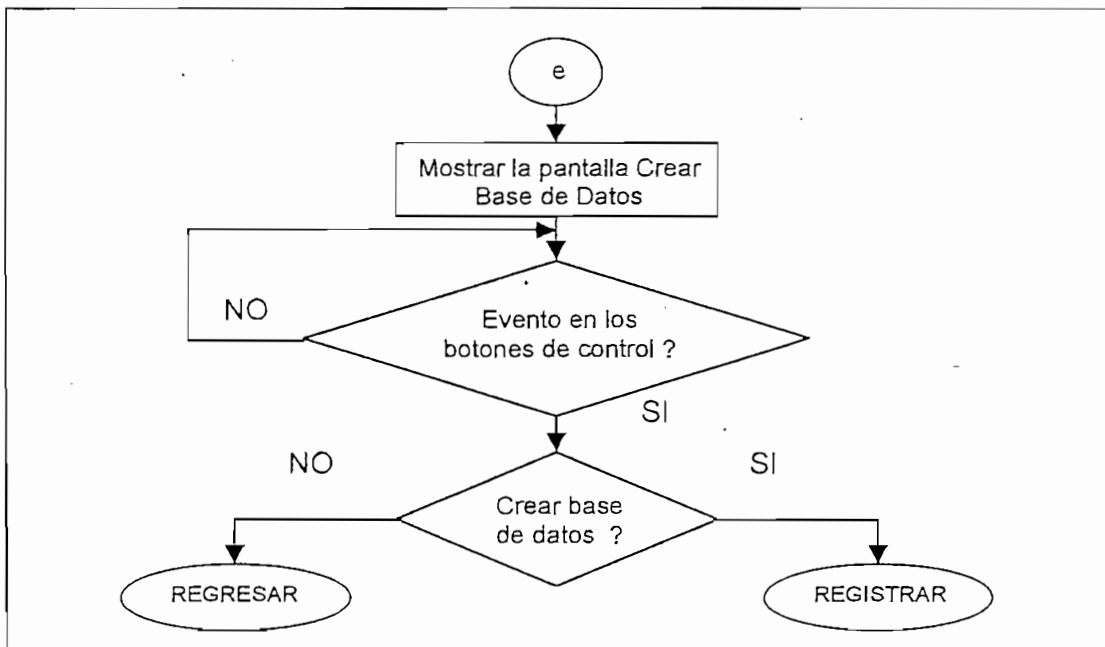 e
Mostrar la pantalla Crear
Base de Datos
NO
Evento en los
botones de control ?
SI
NO
SI
Crear base
de datos ?
REGRESAR
REGISTRAR